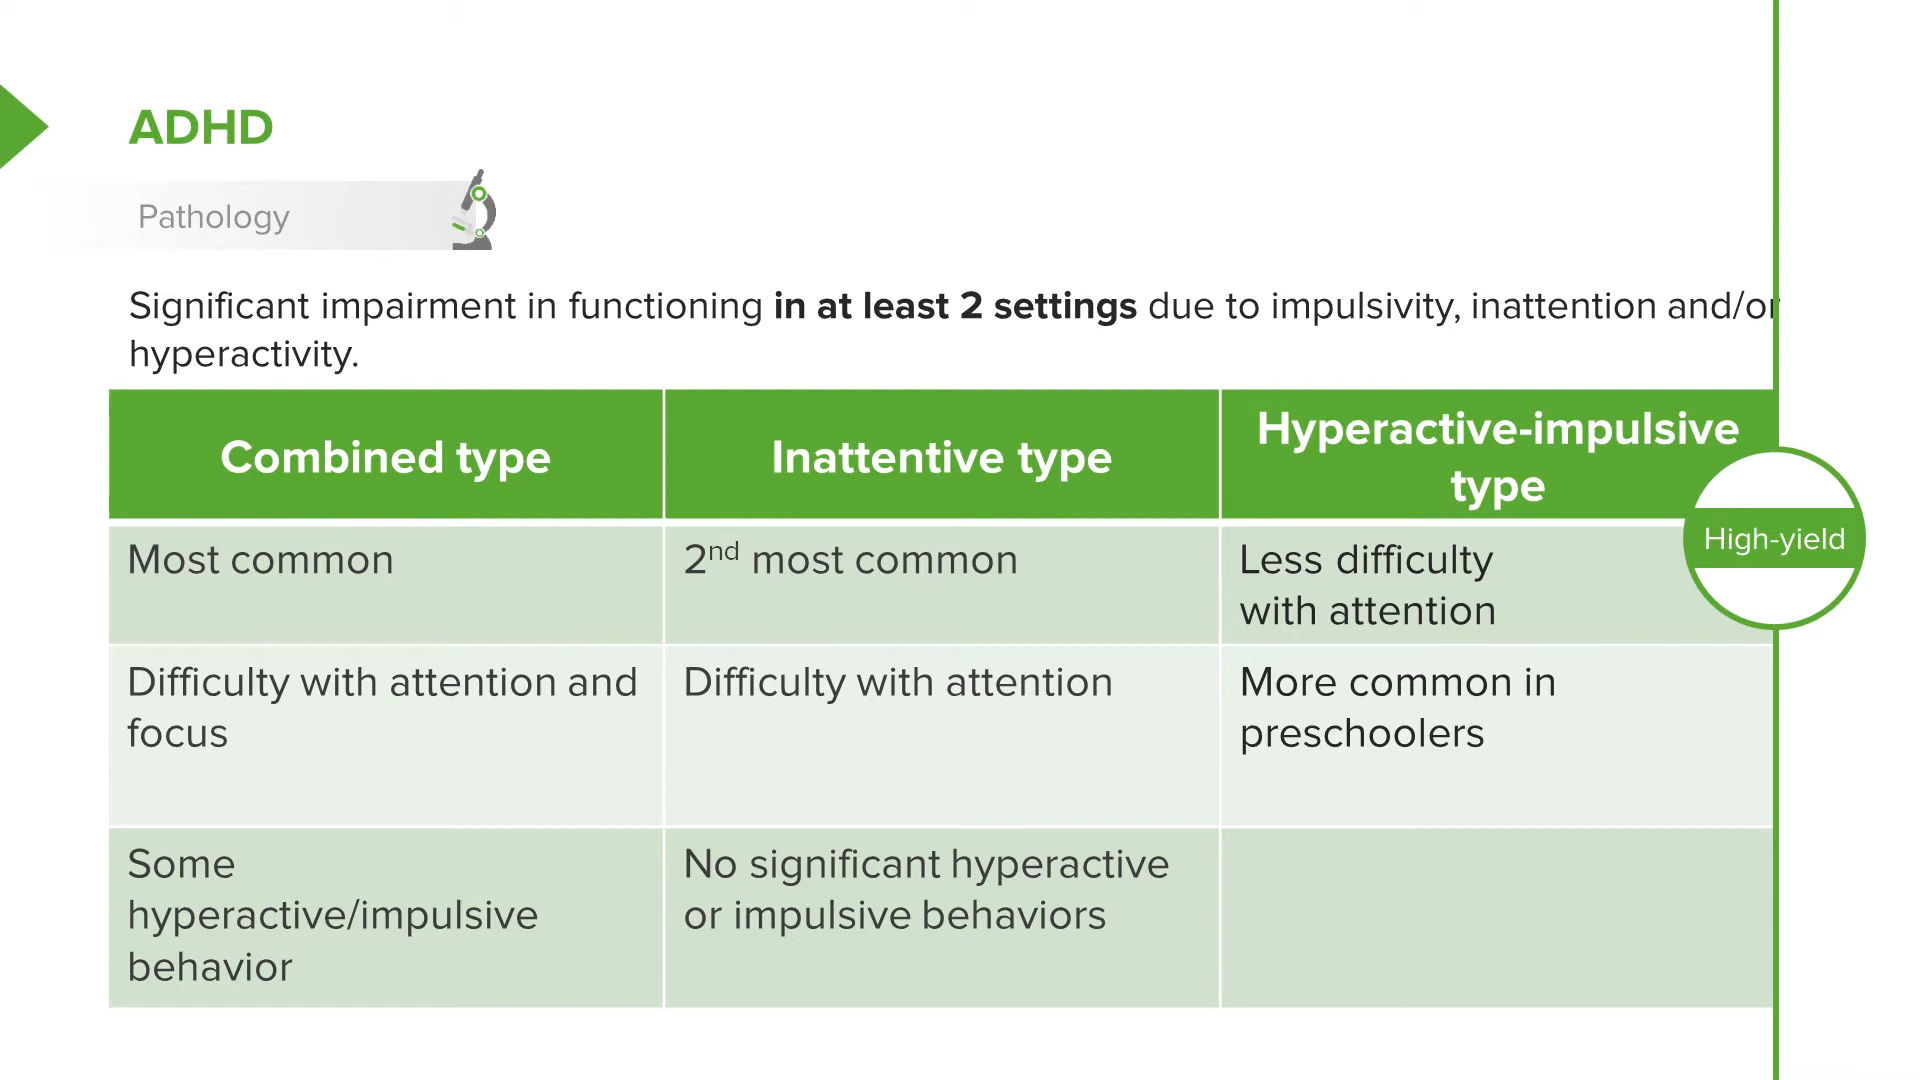 ADHD
Pathology
Significant impairment in functioning in at least 2 settings due to impulsivity, inattention and/or
hyperactivity.
Combined type
Inattentive type
Hyperactive-impulsive
type
High-yield
Most common
2nd most common
Less difficulty
with attention
Difficulty with attention and
focus
Difficulty with attention
More common in
preschoolers
Some
hyperactive/impulsive
behavior
No significant hyperactive
or impulsive behaviors